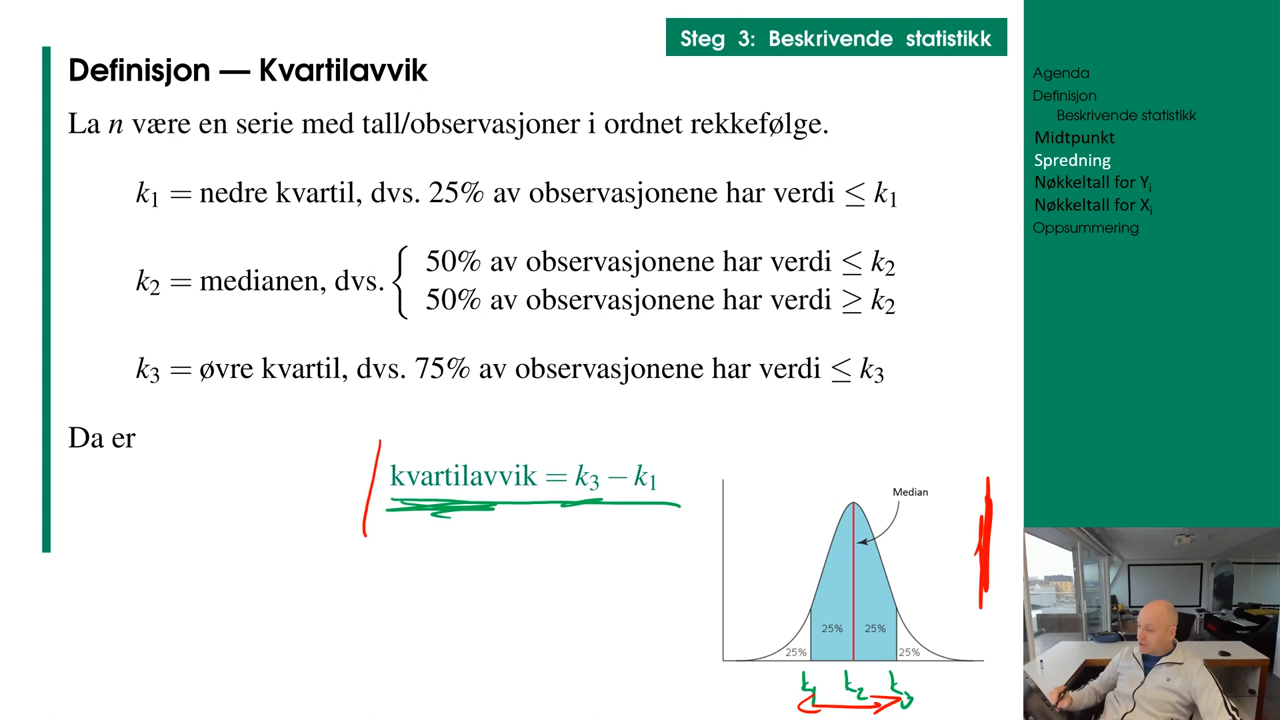 Steg 3: Beskrivende statistikk
Definisjon — Kvartilavvik
La n være en serie med tall/observasjoner i ordnet rekkefølge.
k₁ = nedre kvartil, dvs. 25% av observasjonene har verdi ≤ k₁
k₂ = medianen, dvs. { 50% av observasjonene har verdi ≤ k₂
50% av observasjonene har verdi ≥ k₂
k₃ = øvre kvartil, dvs. 75% av observasjonene har verdi ≤ k₃
Da er
kvartilavvik = k₃ − k₁
Median
25% 25%
25% 25%
k₁ k₂ k₃
Agenda
Definisjon
Beskrivende statistikk
Midtpunkt
Spredning
Nøkkeltall for Yᵢ
Nøkkeltall for Xᵢ
Oppsummering